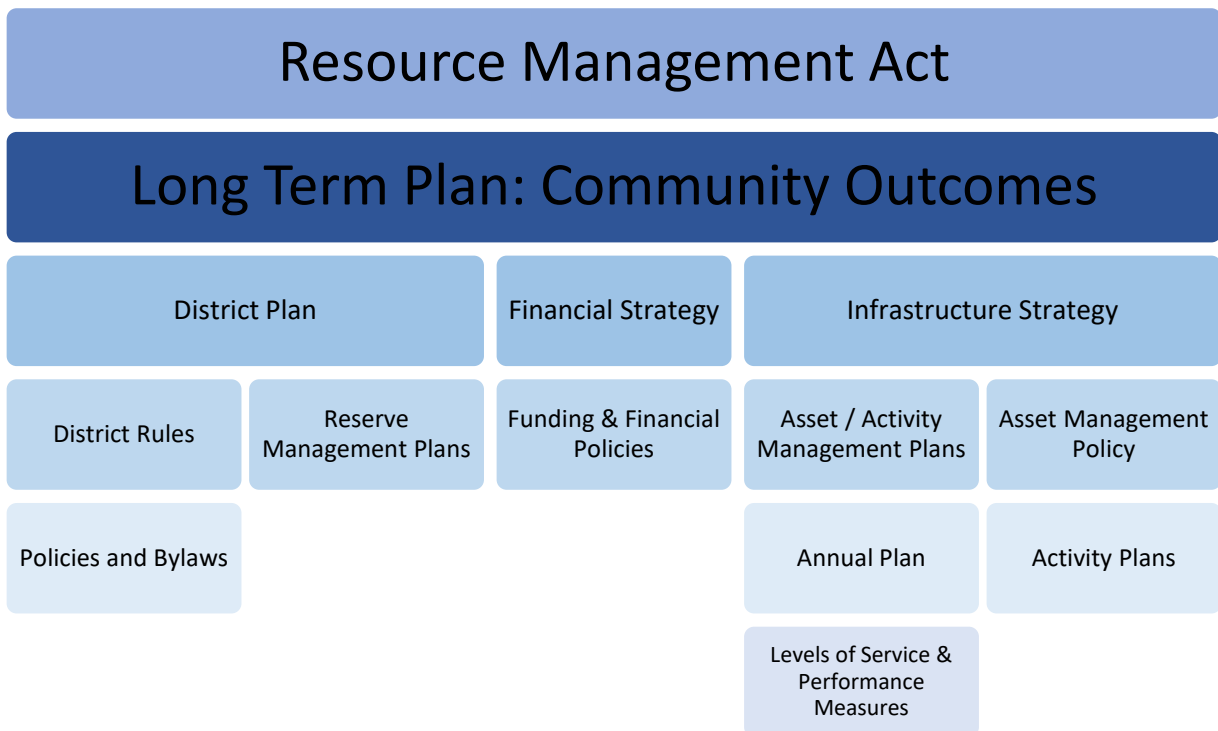 Resource Management Act
Long Term Plan: Community Outcomes
District Plan
Financial Strategy
Infrastructure Strategy
District Rules
Reserve
Management Plans
Funding & Financial
Policies
Asset / Activity
Management Plans
Asset Management
Policy
Policies and Bylaws
Annual Plan
Activity Plans
Levels of Service &
Performance
Measures